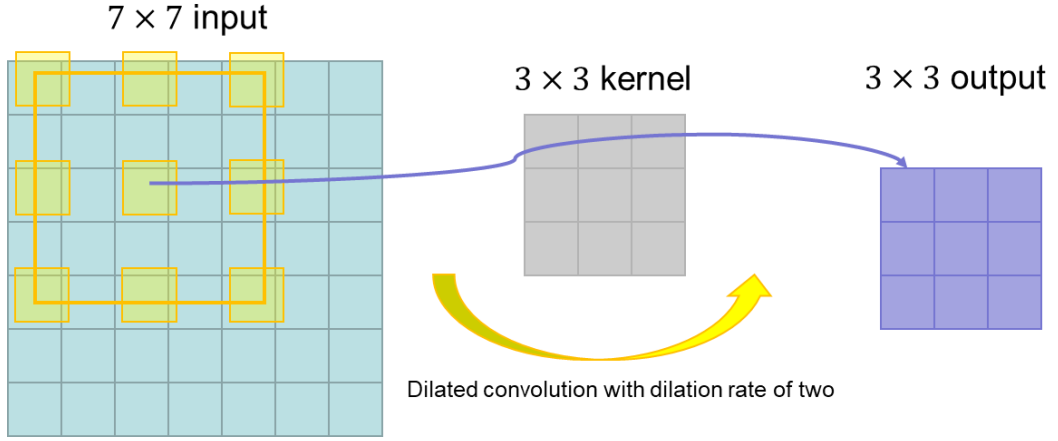 7 × 7 input
3 × 3 kernel
3 × 3 output
Dilated convolution with dilation rate of two